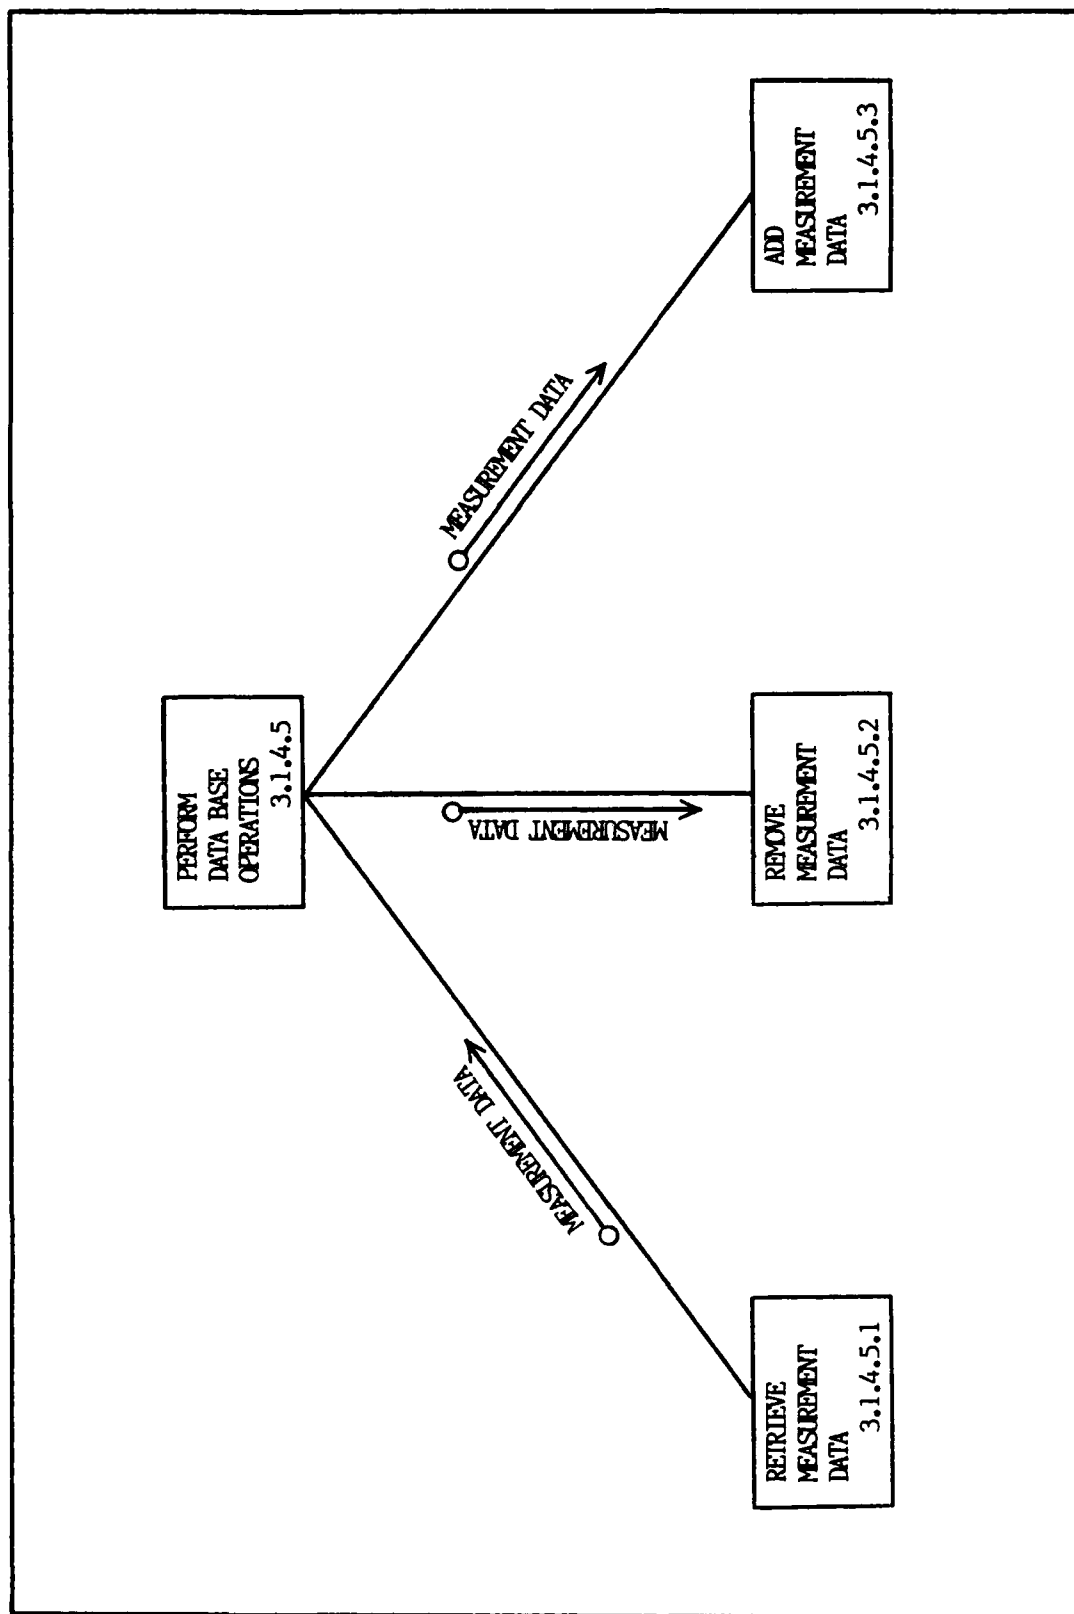 PERFORM
DATA BASE
OPERATIONS
3.1.4.5
MEASUREMENT DATA
MEASUREMENT DATA
MEASUREMENT DATA
RETRIEVE
MEASUREMENT
DATA
3.1.4.5.1
REMOVE
MEASUREMENT
DATA
3.1.4.5.2
ADD
MEASUREMENT
DATA
3.1.4.5.3